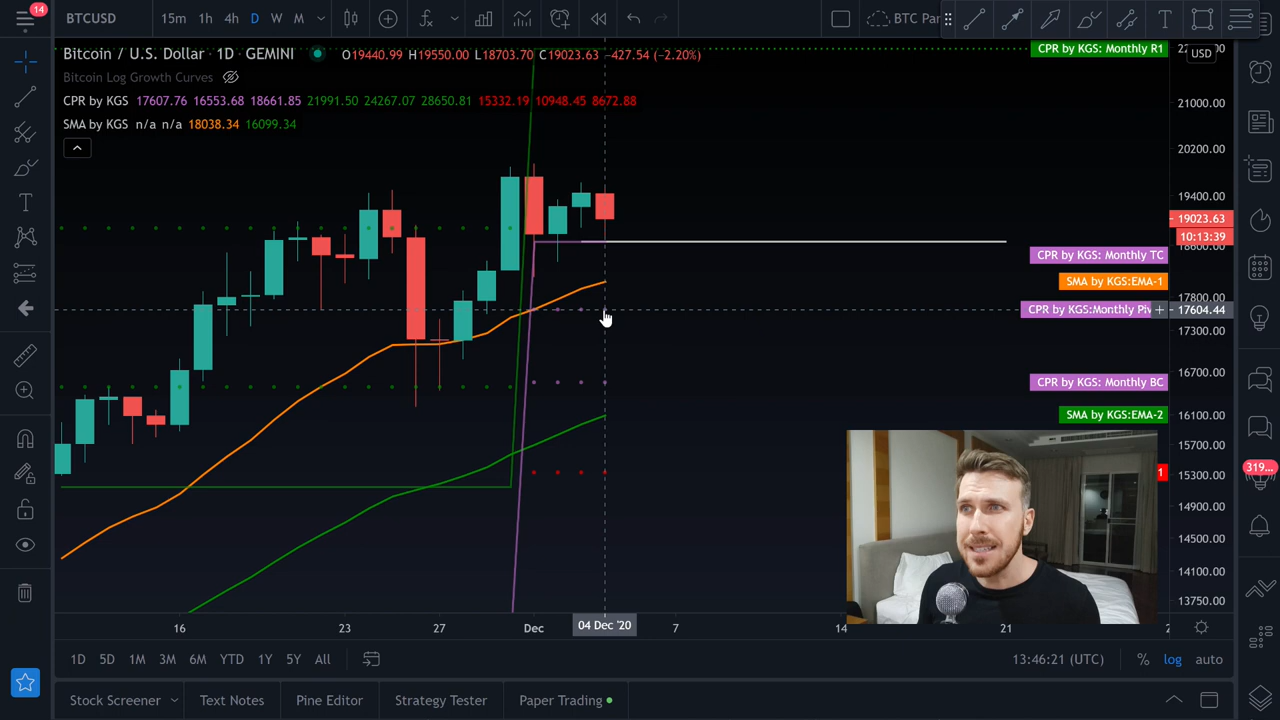 14
BTCUSD
15m 1h 4h D W M
BTC Par
Bitcoin / U.S. Dollar · 1D · GEMINI O19440.99 H19550.00 L18703.70 C19023.63 -427.54 (-2.20%)
Bitcoin Log Growth Curves
CPR by KGS 17607.76 16553.68 18661.85 21991.50 24267.07 28650.81 15332.19 10948.45 8672.88
SMA by KGS n/a n/a 18038.34 16099.34
CPR by KGS: Monthly R1
USD
21000.00
20200.00
19400.00
19023.63
10:13:39
18600.00
CPR by KGS: Monthly TC
CPR by KGS:Monthly Piv
SMA by KGS:EMA-1
17800.00
17604.44
17300.00
16700.00
CPR by KGS: Monthly BC
SMA by KGS:EMA-2
16100.00
15700.00
15300.00
1
319...
14900.00
14500.00
14100.00
13750.00
16 23 27 Dec 04 Dec '20 7 14 21
1D 5D 1M 3M 6M YTD 1Y 5Y All
13:46:21 (UTC) % log auto
Stock Screener Text Notes Pine Editor Strategy Tester Paper Trading